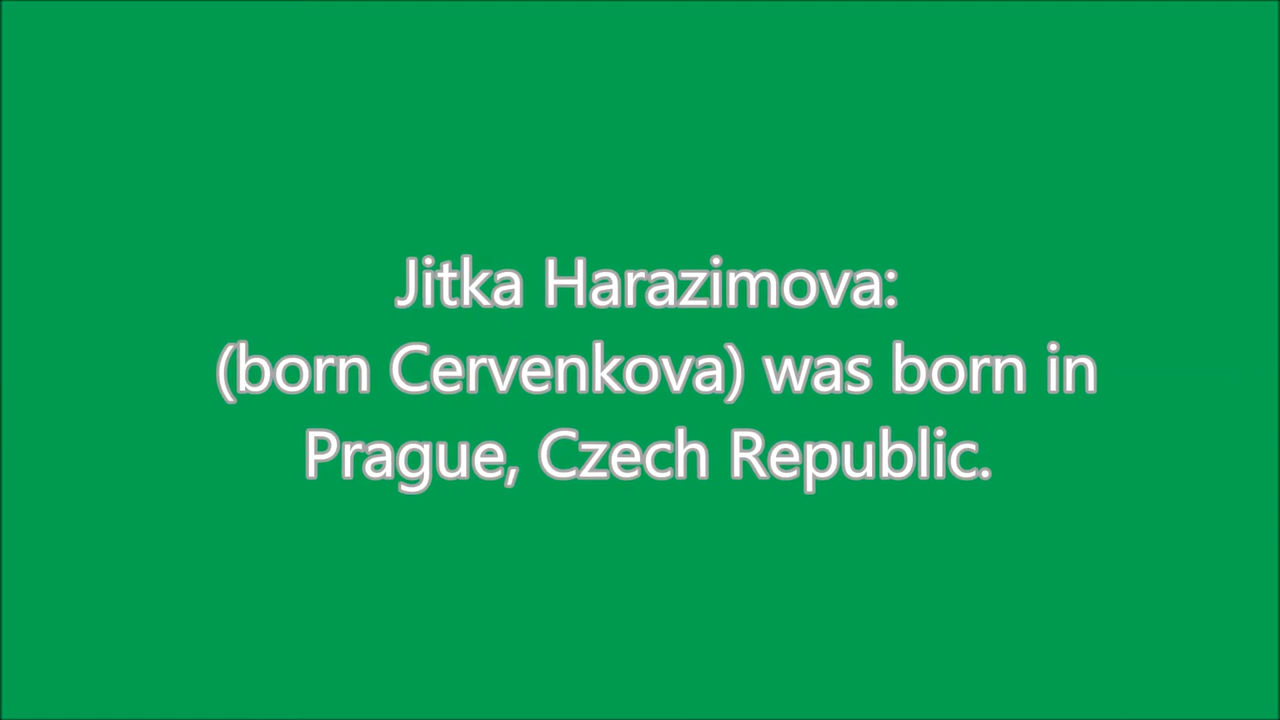 Jitka Harazimova:
(born Cervenkova) was born in
Prague, Czech Republic.